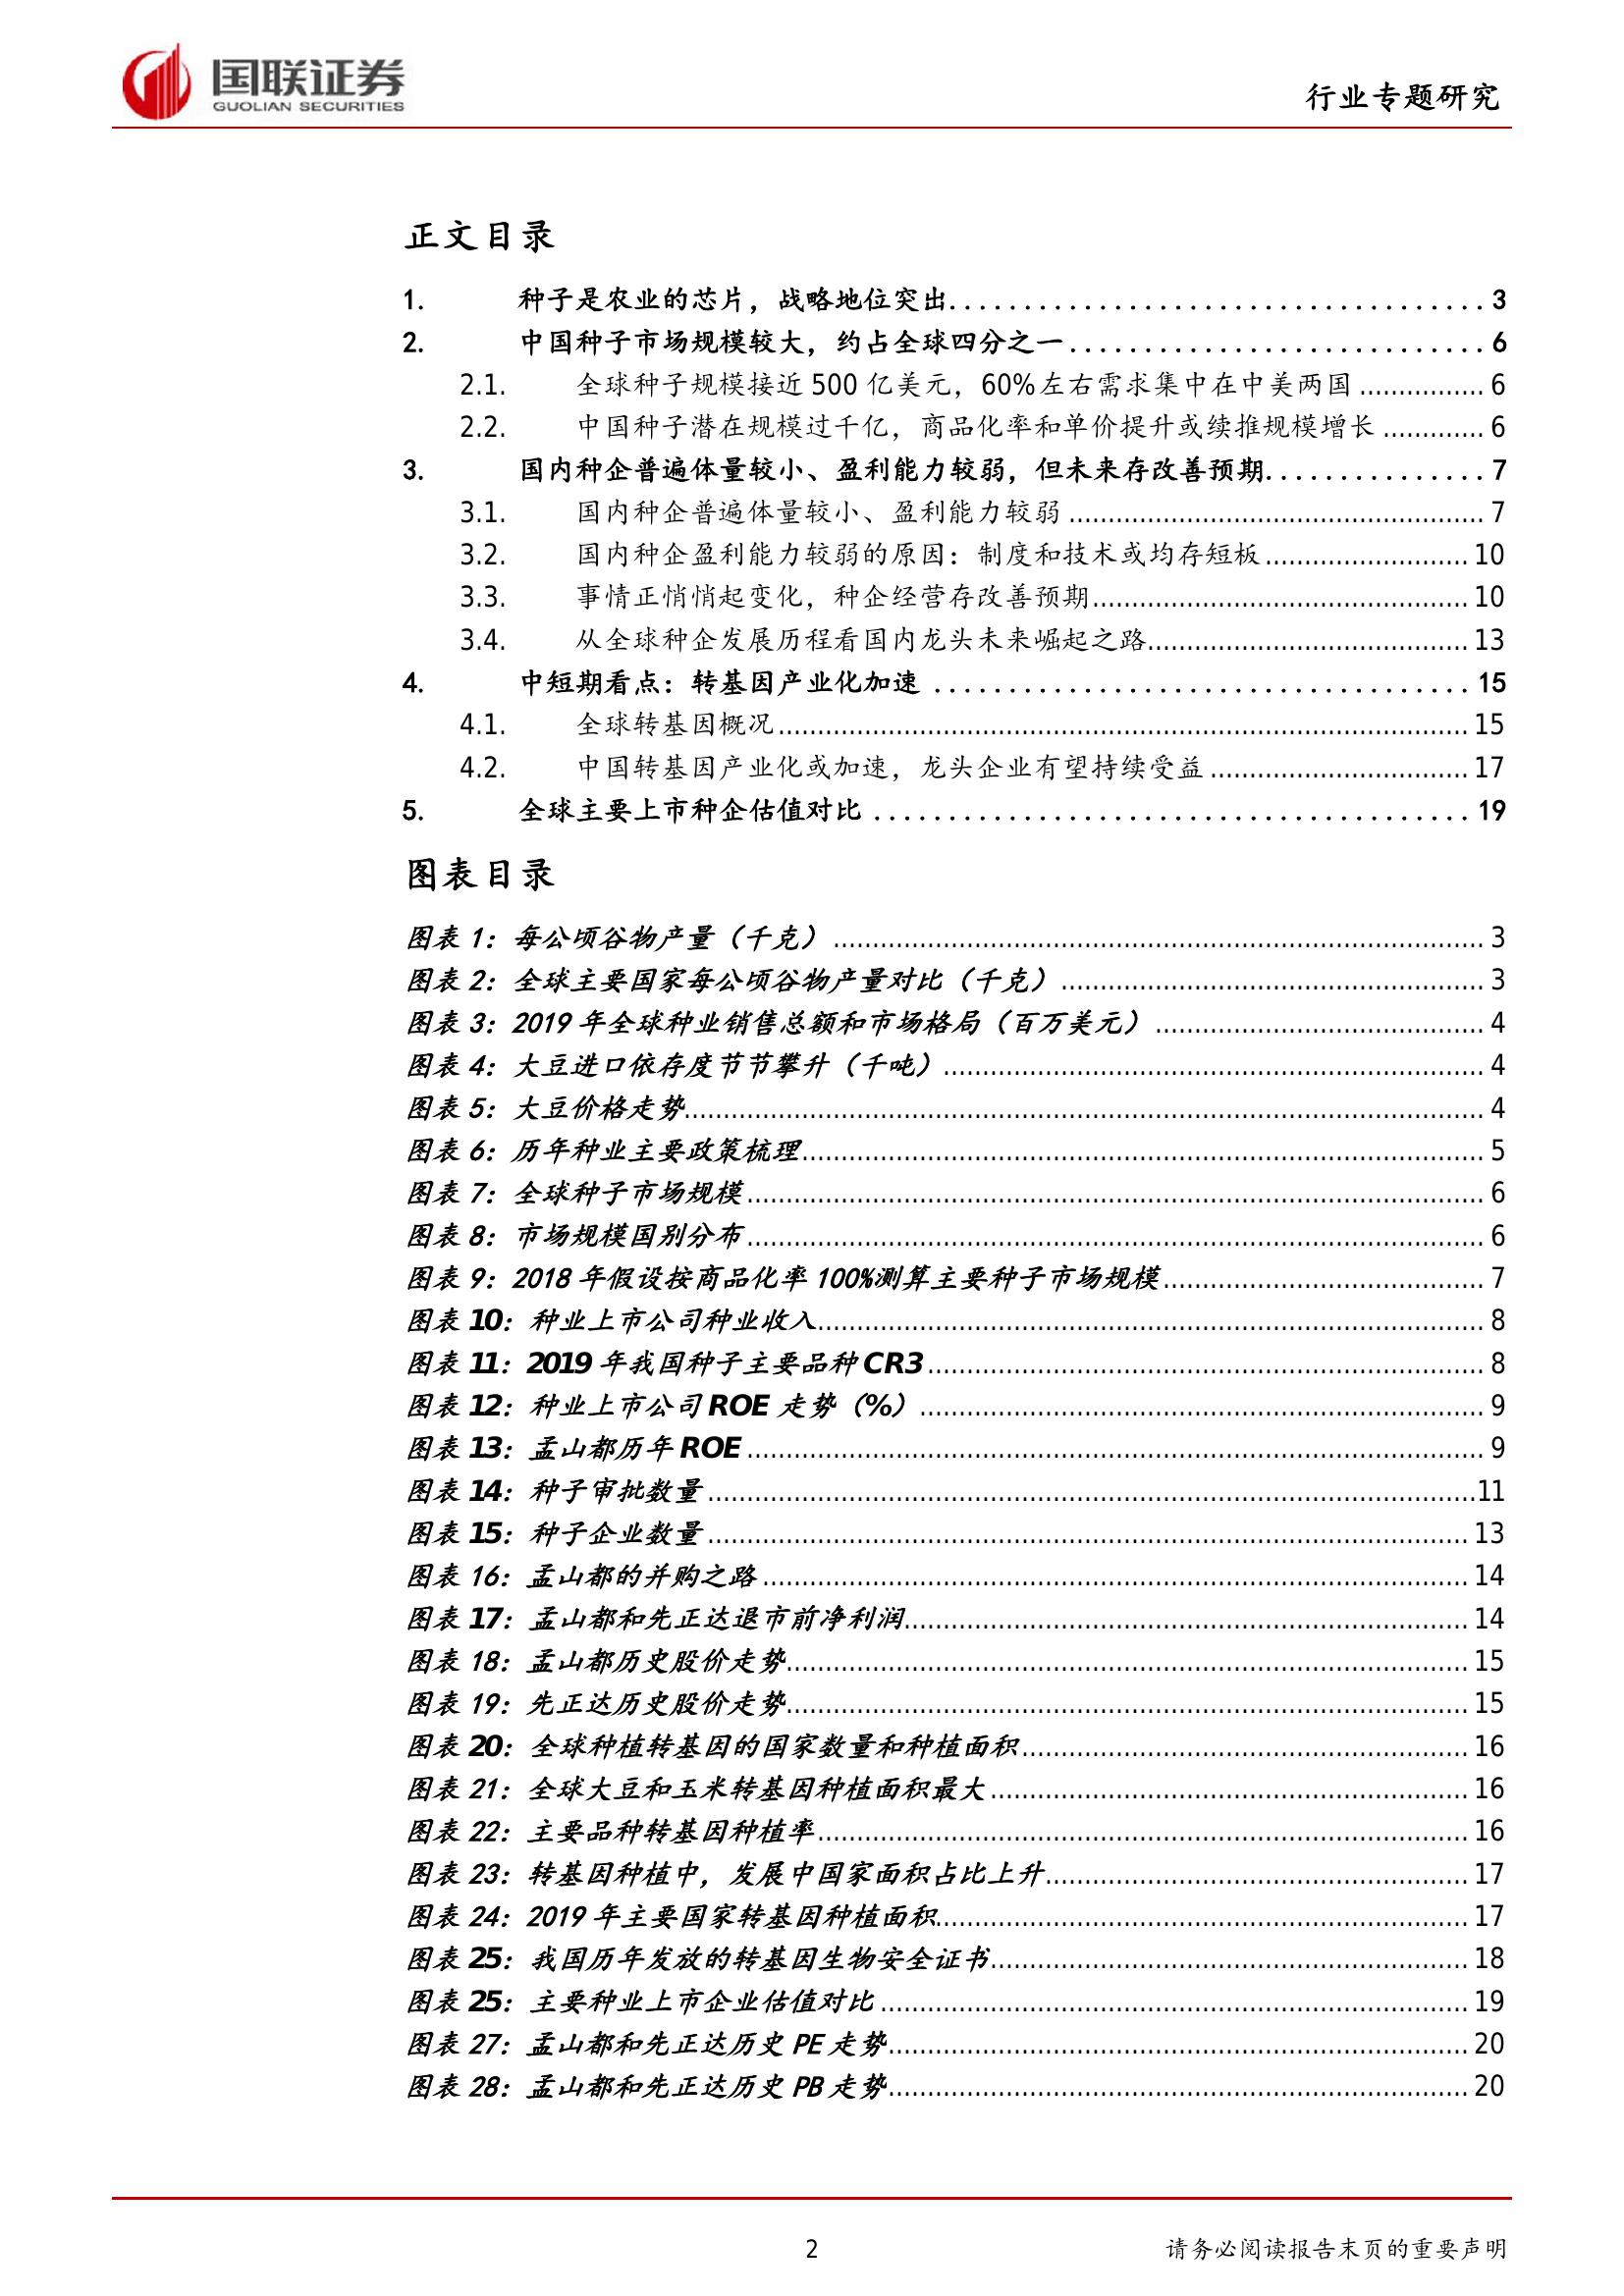 国联证券
GUOLIAN SECURITIES
行业专题研究
正文目录
1. 种子是农业的芯片，战略地位突出......................................3
2. 中国种子市场规模较大，约占全球四分之一............................6
2.1. 全球种子规模接近 500 亿美元，60%左右需求集中在中美两国................6
2.2. 中国种子潜在规模过千亿，商品化率和单价提升或续推规模增长.............6
3. 国内种企普遍体量较小、盈利能力较弱，但未来存改善预期...............7
3.1. 国内种企普遍体量较小、盈利能力较弱.....................................................7
3.2. 国内种企盈利能力较弱的原因：制度和技术或均存短板..........................10
3.3. 事情正悄悄起变化，种企经营存改善预期................................................10
3.4. 从全球种企发展历程看国内龙头未来崛起之路.........................................13
4. 中短期看点：转基因产业化加速.....................................15
4.1. 全球转基因概况........................................................................................15
4.2. 中国转基因产业化或加速，龙头企业有望持续受益.................................17
5. 全球主要上市种企估值对比.........................................19
图表目录
图表 1：每公顷谷物产量（千克）...................................................................................3
图表 2：全球主要国家每公顷谷物产量对比（千克）......................................................3
图表 3：2019 年全球种业销售总额和市场格局（百万美元）..........................................4
图表 4：大豆进口依存度节节攀升（千吨）.....................................................................4
图表 5：大豆价格走势......................................................................................................4
图表 6：历年种业主要政策梳理.......................................................................................5
图表 7：全球种子市场规模..............................................................................................6
图表 8：市场规模国别分布..............................................................................................6
图表 9：2018 年假设按商品化率 100%测算主要种子市场规模.........................................7
图表 10：种业上市公司种业收入.....................................................................................8
图表 11：2019 年我国种子主要品种 CR3.......................................................................8
图表 12：种业上市公司 ROE 走势（%）........................................................................9
图表 13：孟山都历年 ROE..............................................................................................9
图表 14：种子审批数量..................................................................................................11
图表 15：种子企业数量.................................................................................................13
图表 16：孟山都的并购之路..........................................................................................14
图表 17：孟山都和先正达退市前净利润........................................................................14
图表 18：孟山都历史股价走势.......................................................................................15
图表 19：先正达历史股价走势.......................................................................................15
图表 20：全球种植转基因的国家数量和种植面积.........................................................16
图表 21：全球大豆和玉米转基因种植面积最大.............................................................16
图表 22：主要品种转基因种植率...................................................................................16
图表 23：转基因种植中，发展中国家面积占比上升......................................................17
图表 24：2019 年主要国家转基因种植面积....................................................................17
图表 25：我国历年发放的转基因生物安全证书.............................................................18
图表 25：主要种业上市企业估值对比...........................................................................19
图表 27：孟山都和先正达历史 PE 走势..........................................................................20
图表 28：孟山都和先正达历史 PB 走势..........................................................................20
2
请务必阅读报告末页的重要声明